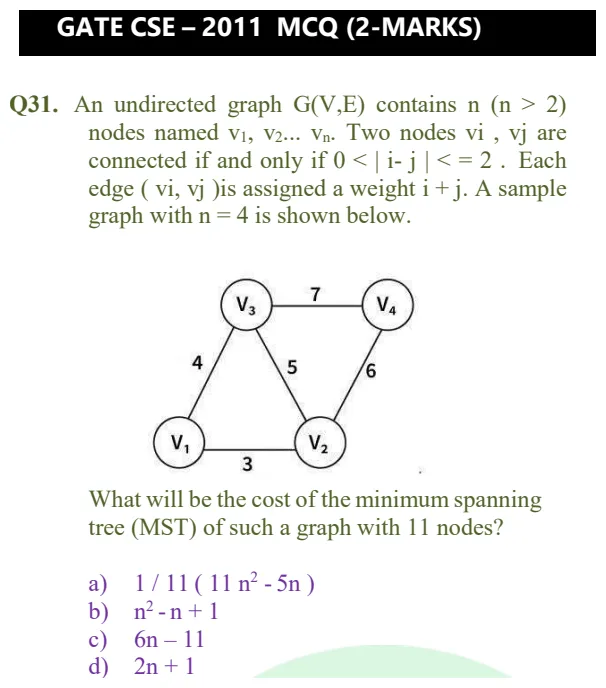 GATE CSE – 2011 MCQ (2-MARKS)
Q31. An undirected graph G(V,E) contains n (n > 2)
nodes named v₁, v₂... vₙ. Two nodes vi , vj are
connected if and only if 0 < | i- j | < = 2 . Each
edge ( vi, vj )is assigned a weight i + j. A sample
graph with n = 4 is shown below.
V₃ 7 V₄
4 5 6
V₁ 3 V₂
What will be the cost of the minimum spanning
tree (MST) of such a graph with 11 nodes?
a) 1 / 11 ( 11 n² - 5n )
b) n² - n + 1
c) 6n – 11
d) 2n + 1